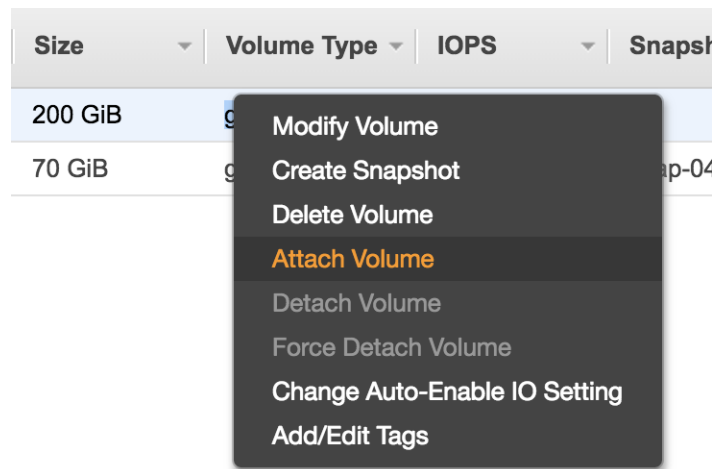 Size Volume Type IOPS
200 GiB
70 GiB
Modify Volume
Create Snapshot
Delete Volume
Attach Volume
Detach Volume
Force Detach Volume
Change Auto-Enable IO Setting
Add/Edit Tags